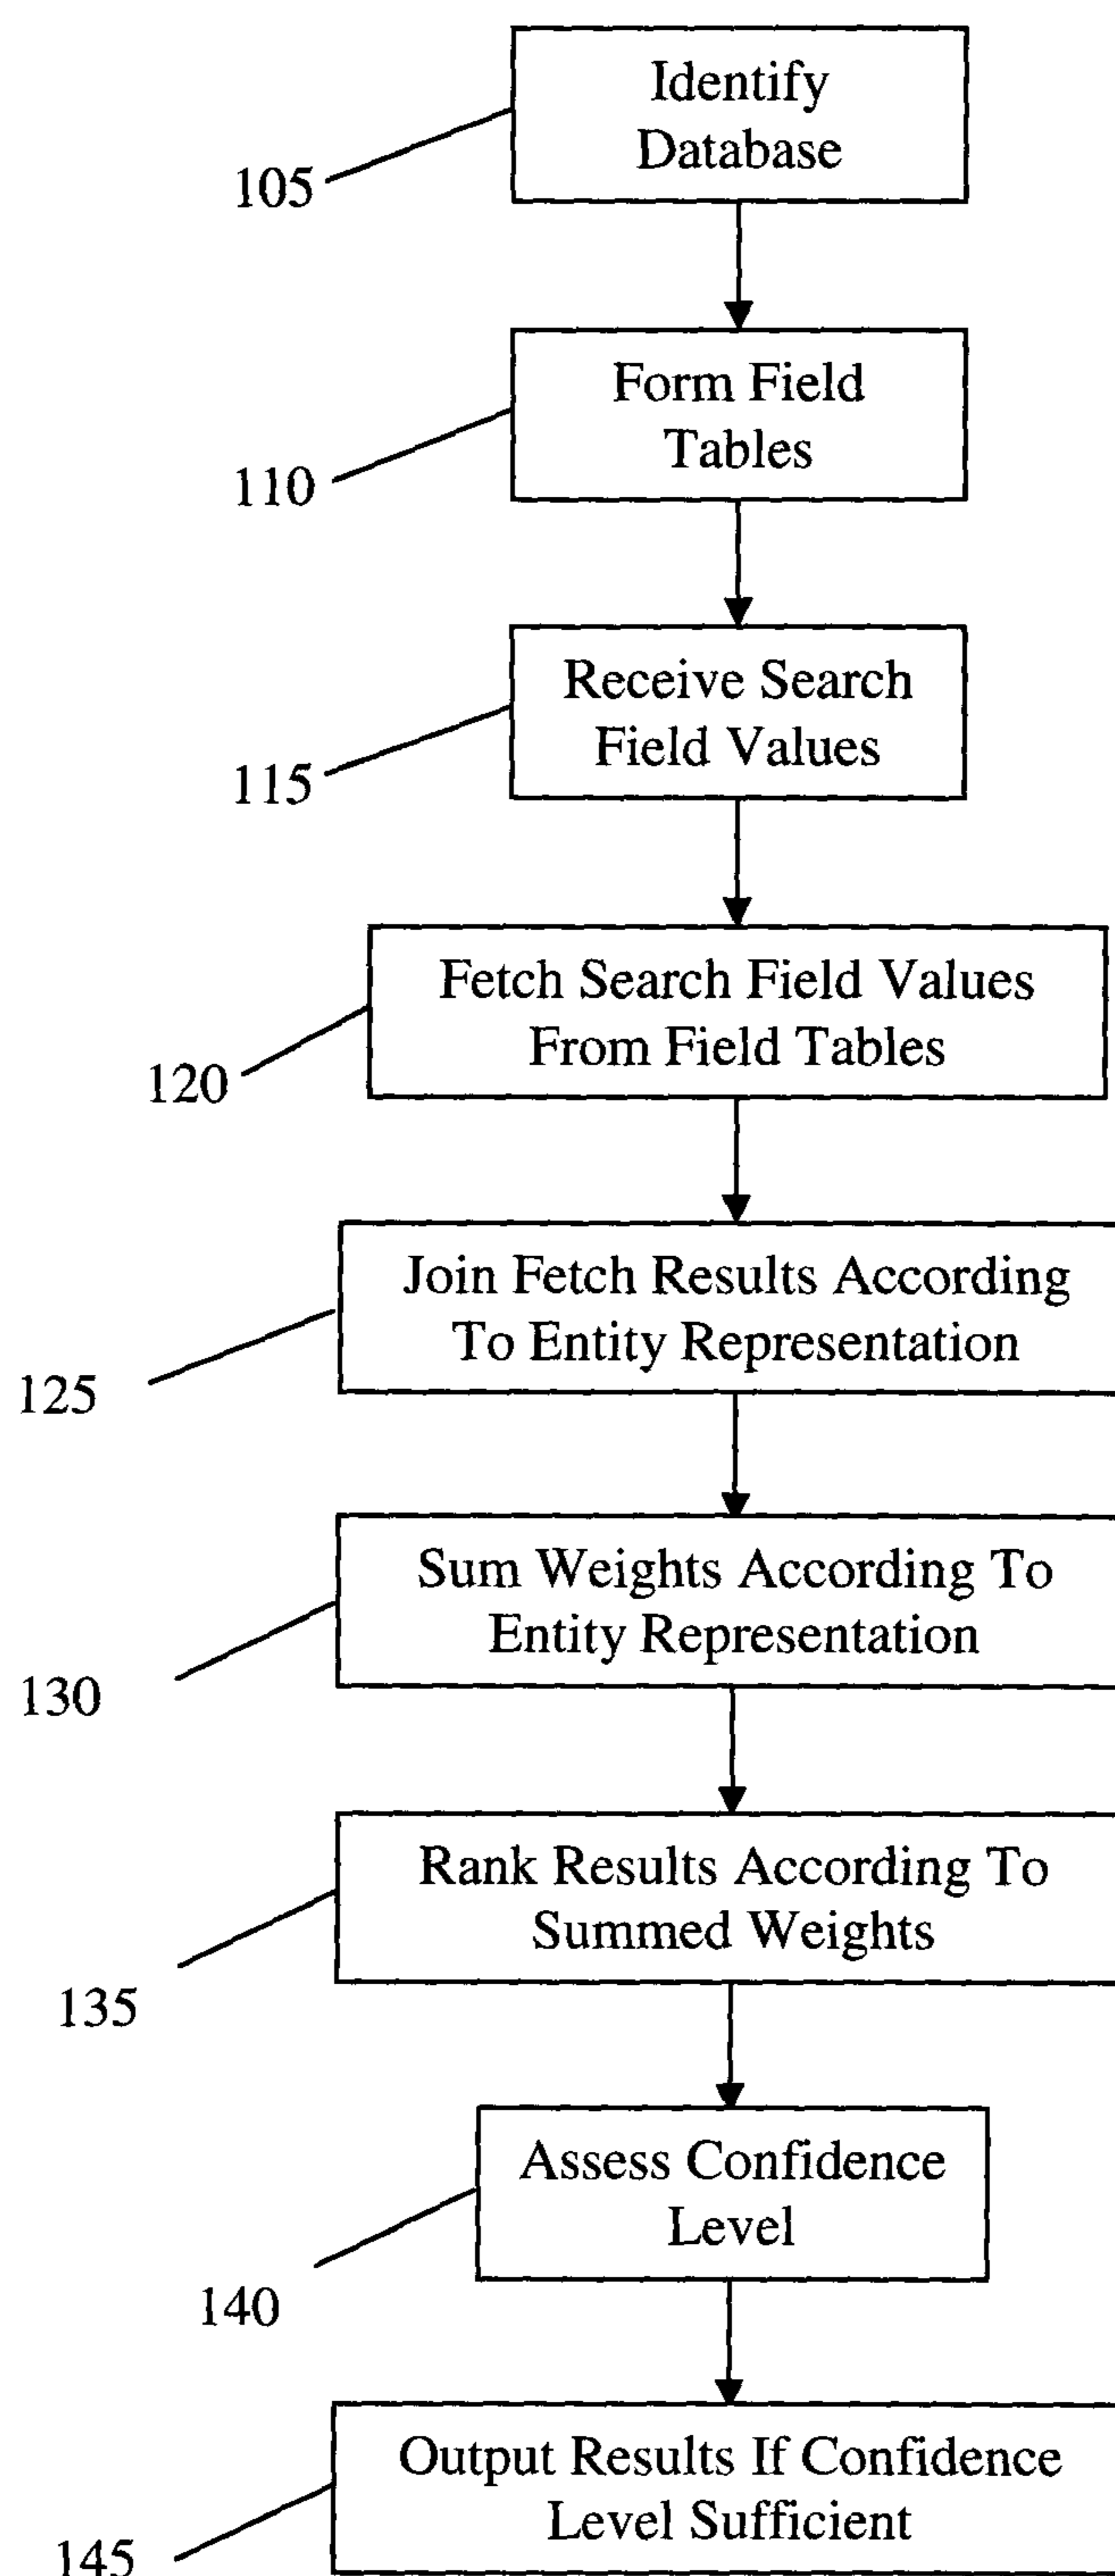 Identify
Database
105
Form Field
Tables
110
Receive Search
Field Values
115
Fetch Search Field Values
From Field Tables
120
Join Fetch Results According
To Entity Representation
125
Sum Weights According To
Entity Representation
130
Rank Results According To
Summed Weights
135
Assess Confidence
Level
140
Output Results If Confidence
Level Sufficient
145